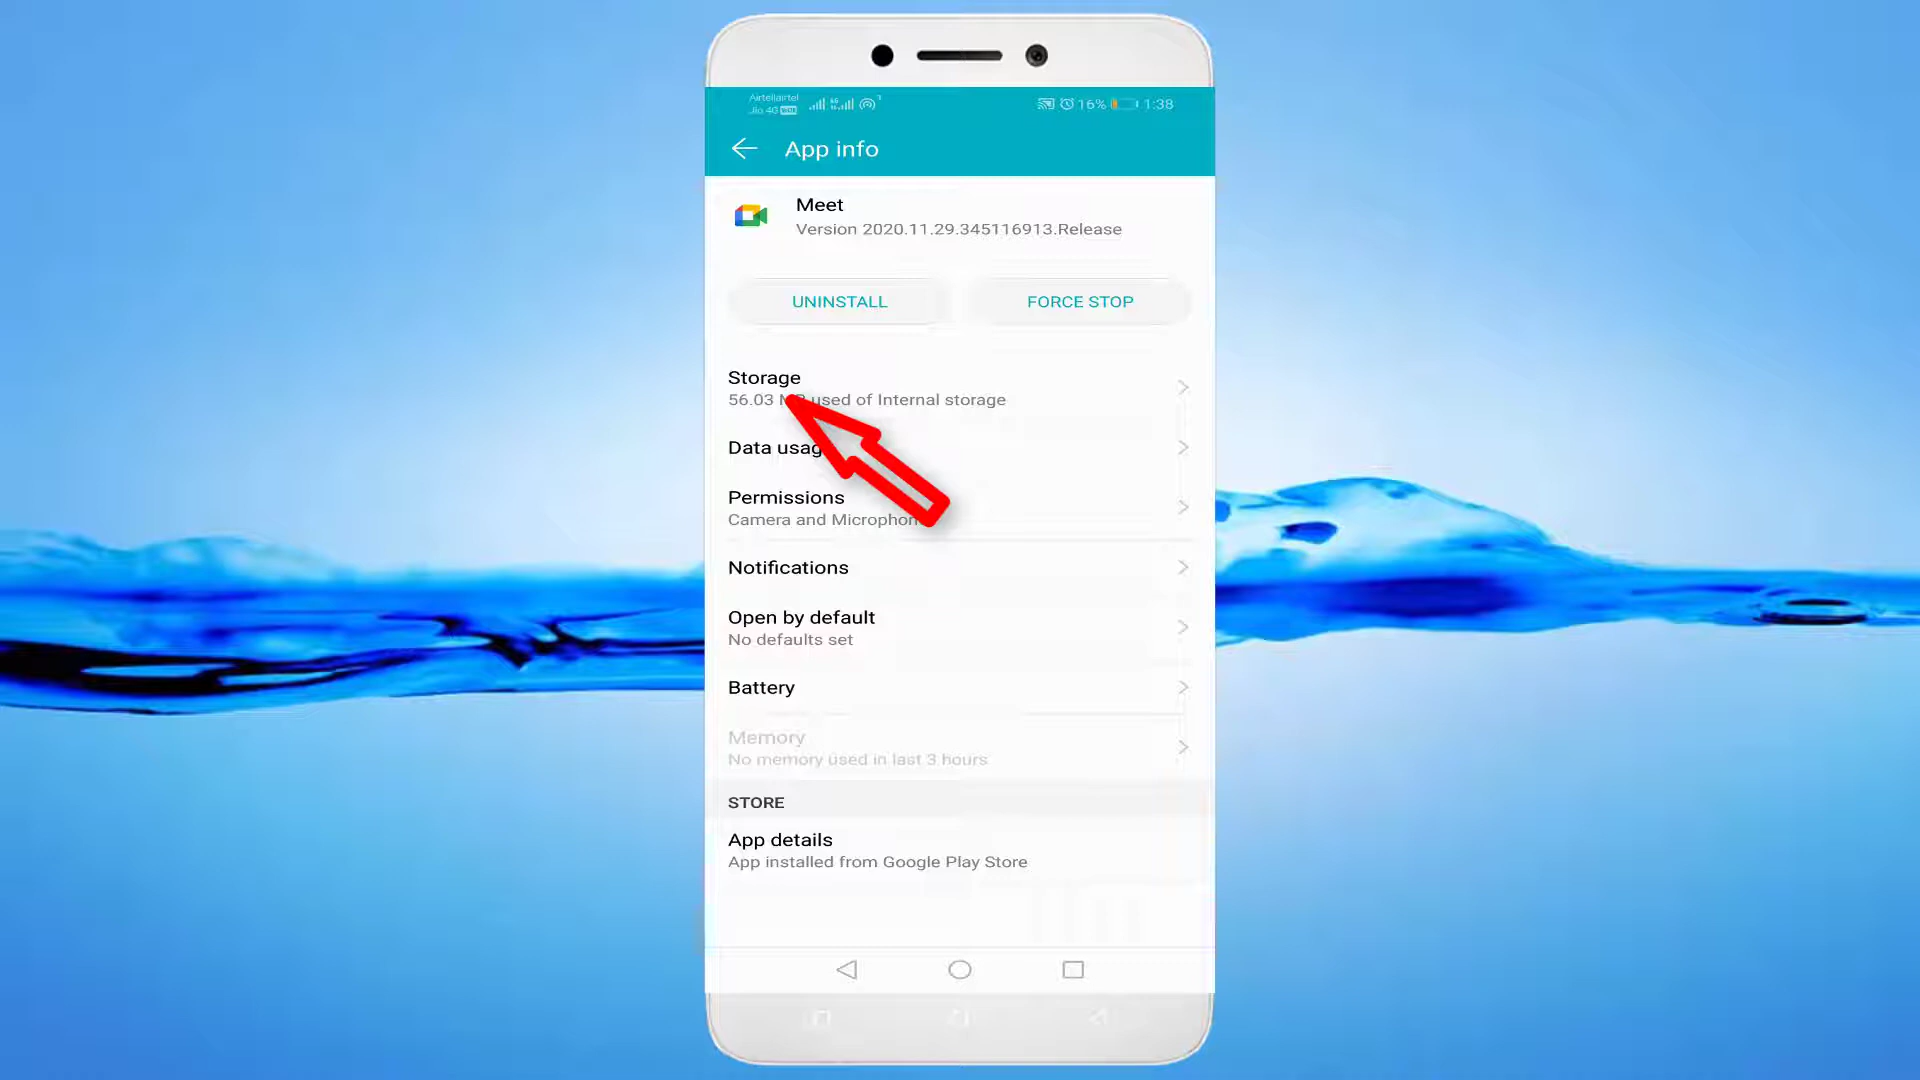 Airtellairtel
Jio 4G VoLTE
16% 1:38
App info
Meet
Version 2020.11.29.345116913.Release
UNINSTALL
FORCE STOP
Storage
56.03 MB used of Internal storage
Data usage
Permissions
Camera and Microphone
Notifications
Open by default
No defaults set
Battery
Memory
No memory used in last 3 hours
STORE
App details
App installed from Google Play Store